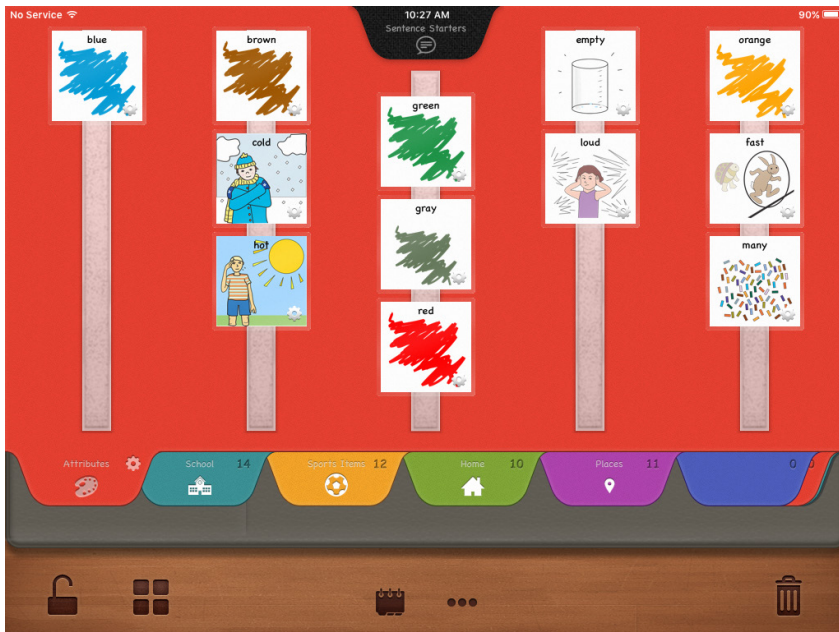 No Service
10:27 AM
90%
Sentence Starters
blue
brown
empty
orange
green
cold
loud
fast
gray
hot
many
red
Attributes
School 14
Sports Items 12
Home 10
Places 11
0